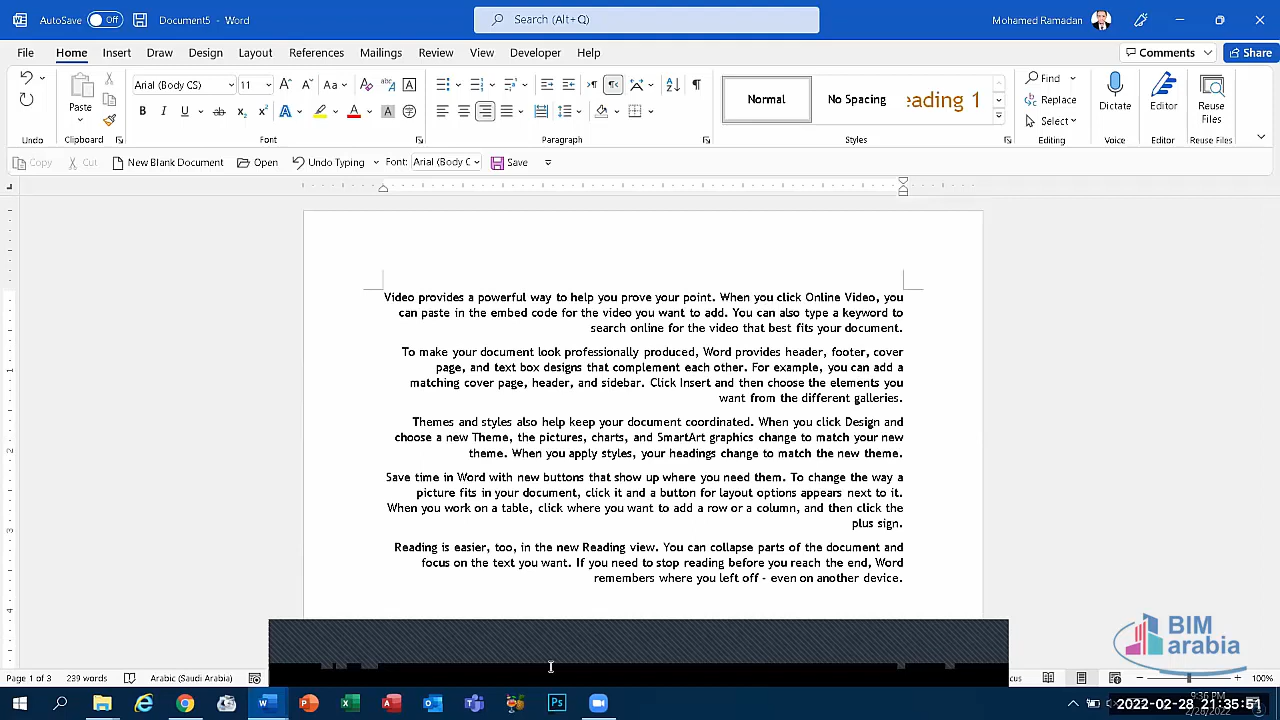 AutoSave Off Document5 - Word Search (Alt+Q) Mohamed Ramadan
File Home Insert Draw Design Layout References Mailings Review View Developer Help Comments Share
Arial (Body CS) 11 Aa Find
Paste Normal No Spacing eading 1 Replace Dictate Editor Reuse Files
B I U ab x₂ x² A A A Select
Undo Clipboard Font Paragraph Styles Editing Voice Editor Reuse Files
Copy Cut New Blank Document Open Undo Typing Font: Arial (Body C Save
Video provides a powerful way to help you prove your point. When you click Online Video, you
can paste in the embed code for the video you want to add. You can also type a keyword to
search online for the video that best fits your document.
To make your document look professionally produced, Word provides header, footer, cover
page, and text box designs that complement each other. For example, you can add a
matching cover page, header, and sidebar. Click Insert and then choose the elements you
want from the different galleries.
Themes and styles also help keep your document coordinated. When you click Design and
choose a new Theme, the pictures, charts, and SmartArt graphics change to match your new
theme. When you apply styles, your headings change to match the new theme.
Save time in Word with new buttons that show up where you need them. To change the way a
picture fits in your document, click it and a button for layout options appears next to it.
When you work on a table, click where you want to add a row or a column, and then click the
plus sign.
Reading is easier, too, in the new Reading view. You can collapse parts of the document and
focus on the text you want. If you need to stop reading before you reach the end, Word
remembers where you left off - even on another device.
BIM
arabia
Page 1 of 3 239 words Arabic (Saudi Arabia) cus 100%
9:36 PM
2022-02-28 21:35:51